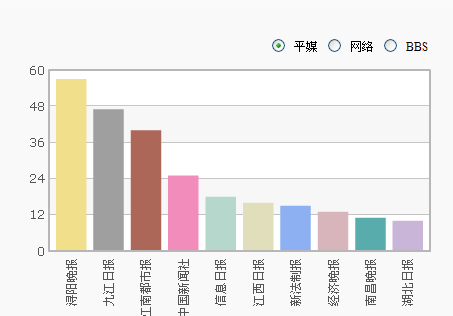 平媒 网络 BBS
60
48
36
24
12
0
浔阳晚报
九江日报
江南都市报
中国新闻社
信息日报
江西日报
新法制报
经济晚报
南昌晚报
湖北日报